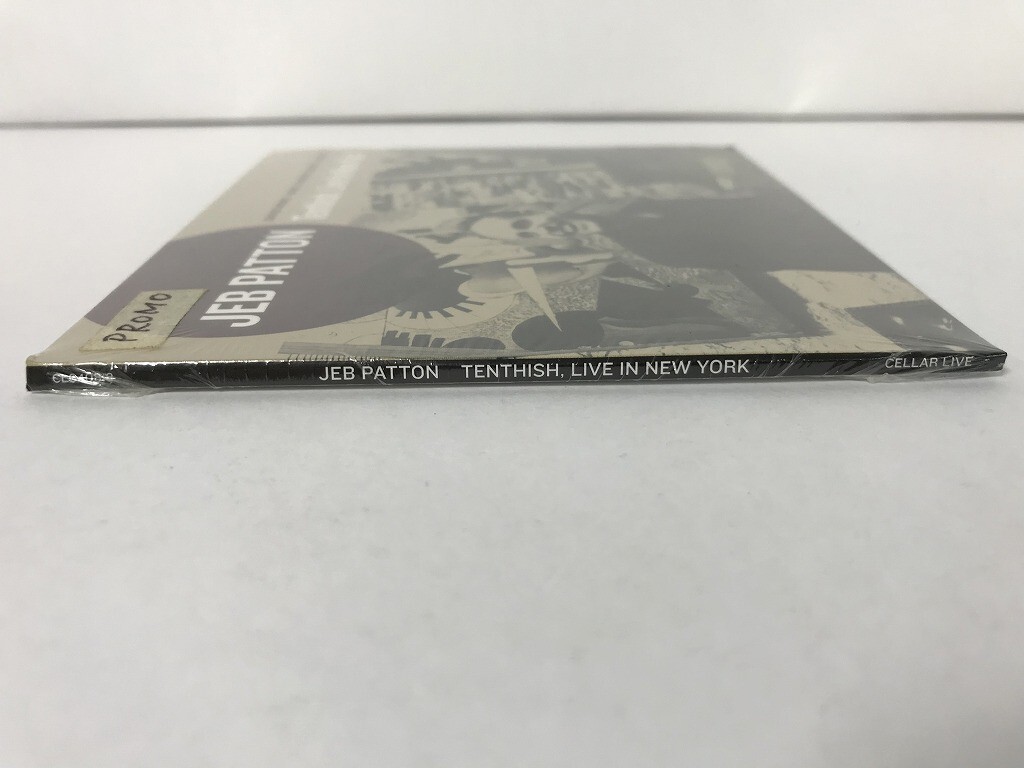 JEB PATTON
PROMO
JEB PATTON TENTHISH, LIVE IN NEW YORK
CELLAR LIVE